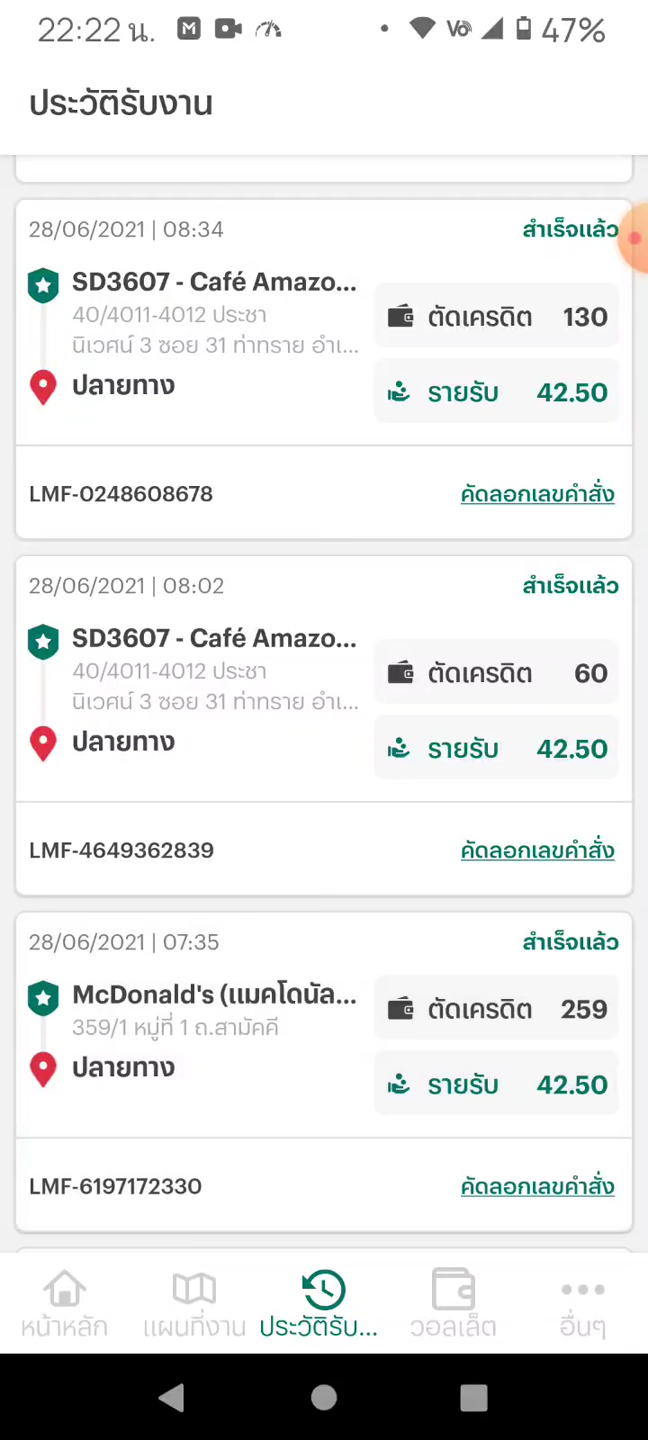 22:22 น. 47%
ประวัติรับงาน
28/06/2021 | 08:34 สำเร็จแล้ว
SD3607 - Café Amazo...
40/4011-4012 ประชา
นิเวศน์ 3 ซอย 31 ท่าทราย อำเ...
ตัดเครดิต 130
ปลายทาง
รายรับ 42.50
LMF-0248608678 คัดลอกเลขคำสั่ง
28/06/2021 | 08:02 สำเร็จแล้ว
SD3607 - Café Amazo...
40/4011-4012 ประชา
นิเวศน์ 3 ซอย 31 ท่าทราย อำเ...
ตัดเครดิต 60
ปลายทาง
รายรับ 42.50
LMF-4649362839 คัดลอกเลขคำสั่ง
28/06/2021 | 07:35 สำเร็จแล้ว
McDonald's (แมคโดนัล...
359/1 หมู่ที่ 1 ถ.สามัคคี
ตัดเครดิต 259
ปลายทาง
รายรับ 42.50
LMF-6197172330 คัดลอกเลขคำสั่ง
หน้าหลัก แผนที่งาน ประวัติรับ... วอลเล็ต อื่นๆ